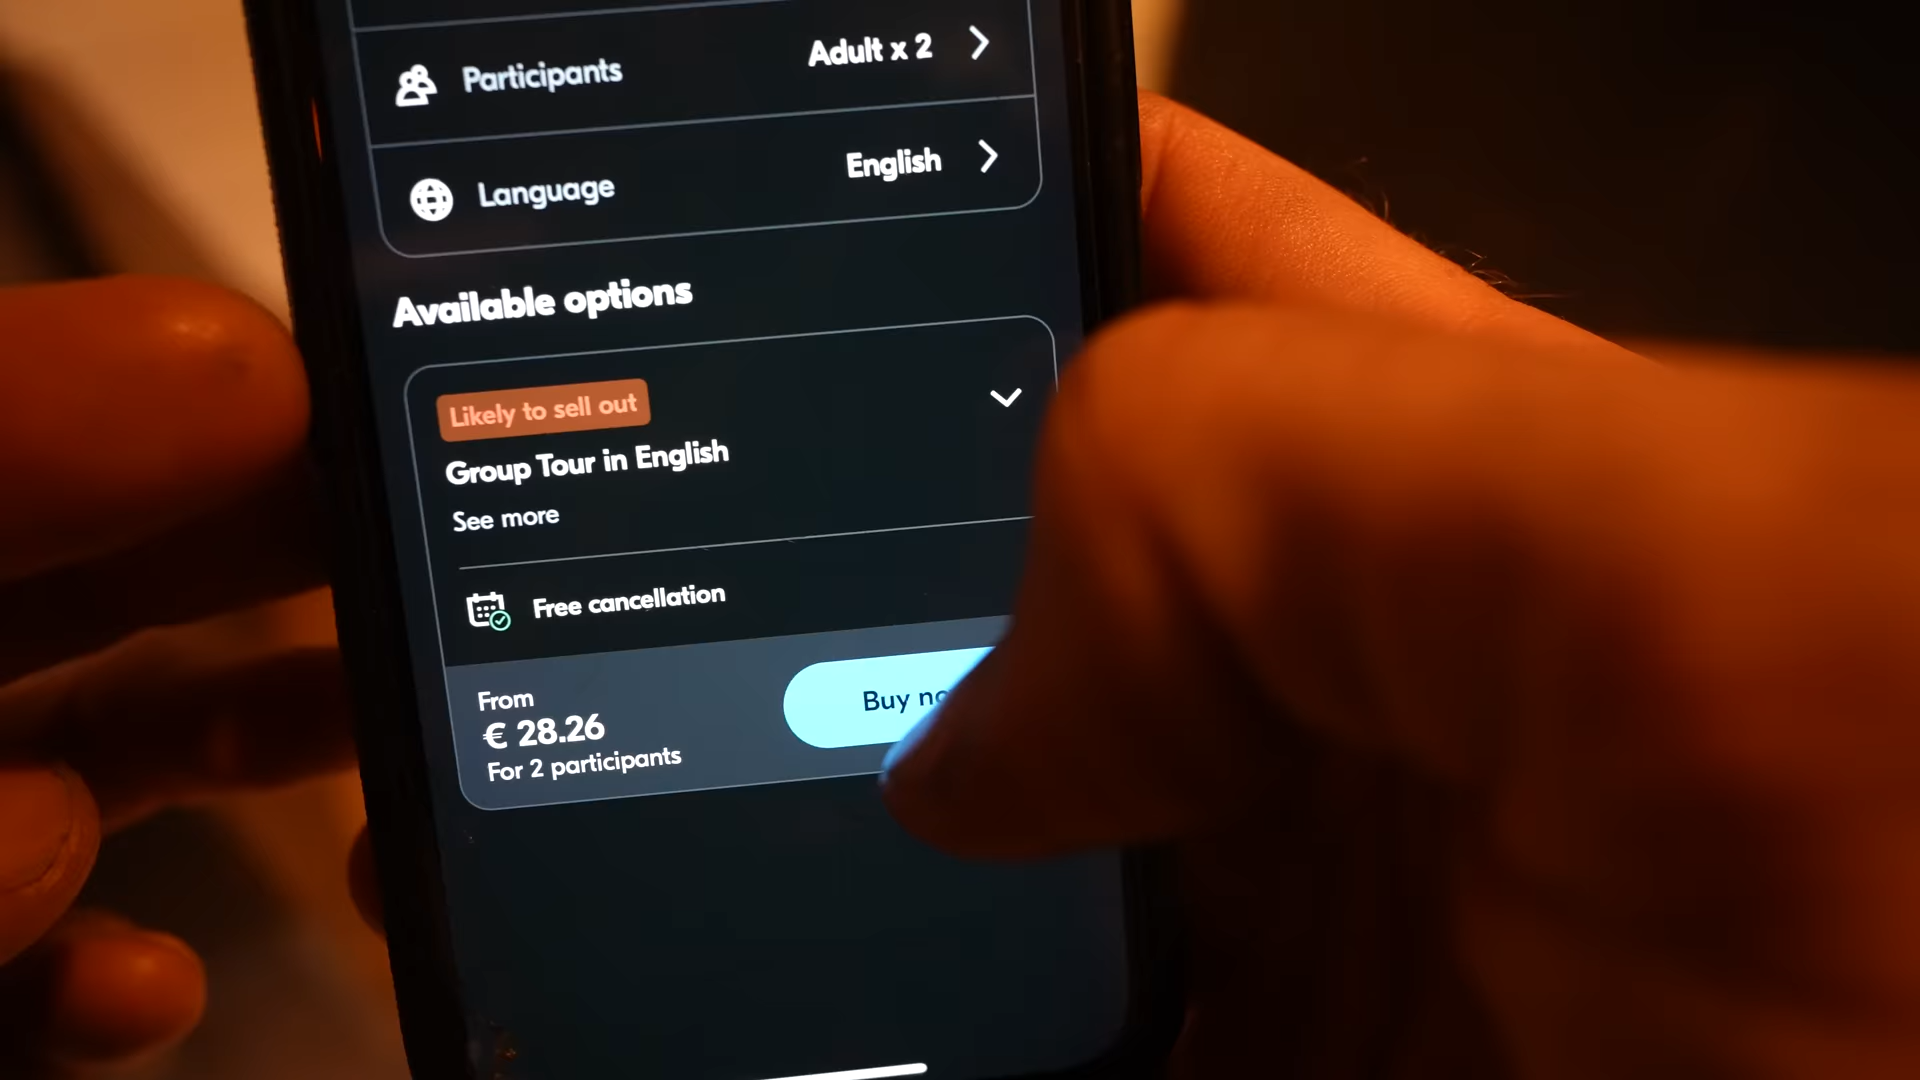 Participants
Adult x 2
Language
English
Available options
Likely to sell out
Group Tour in English
See more
Free cancellation
From
€ 28.26
For 2 participants
Buy